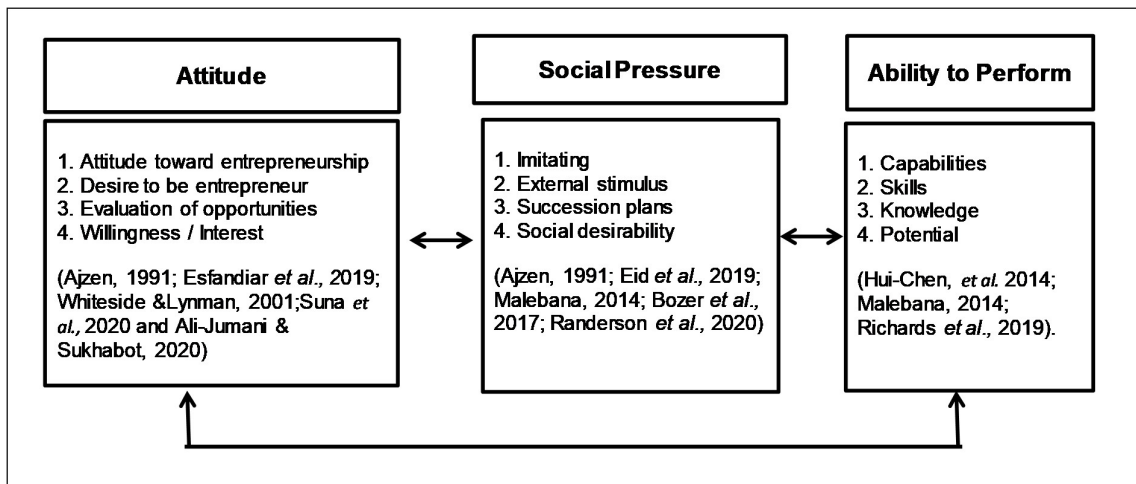 Attitude
1. Attitude toward entrepreneurship
2. Desire to be entrepreneur
3. Evaluation of opportunities
4. Willingness / Interest
(Ajzen, 1991; Esfandiar et al., 2019;
Whiteside &Lynman, 2001;Suna et
al., 2020 and Ali-Jumani &
Sukhabot, 2020)
Social Pressure
1. Imitating
2. External stimulus
3. Succession plans
4. Social desirability
(Ajzen, 1991; Eid et al., 2019;
Malebana, 2014; Bozer et al.,
2017; Randerson et al., 2020)
Ability to Perform
1. Capabilities
2. Skills
3. Knowledge
4. Potential
(Hui-Chen, et al. 2014;
Malebana, 2014;
Richards et al., 2019).